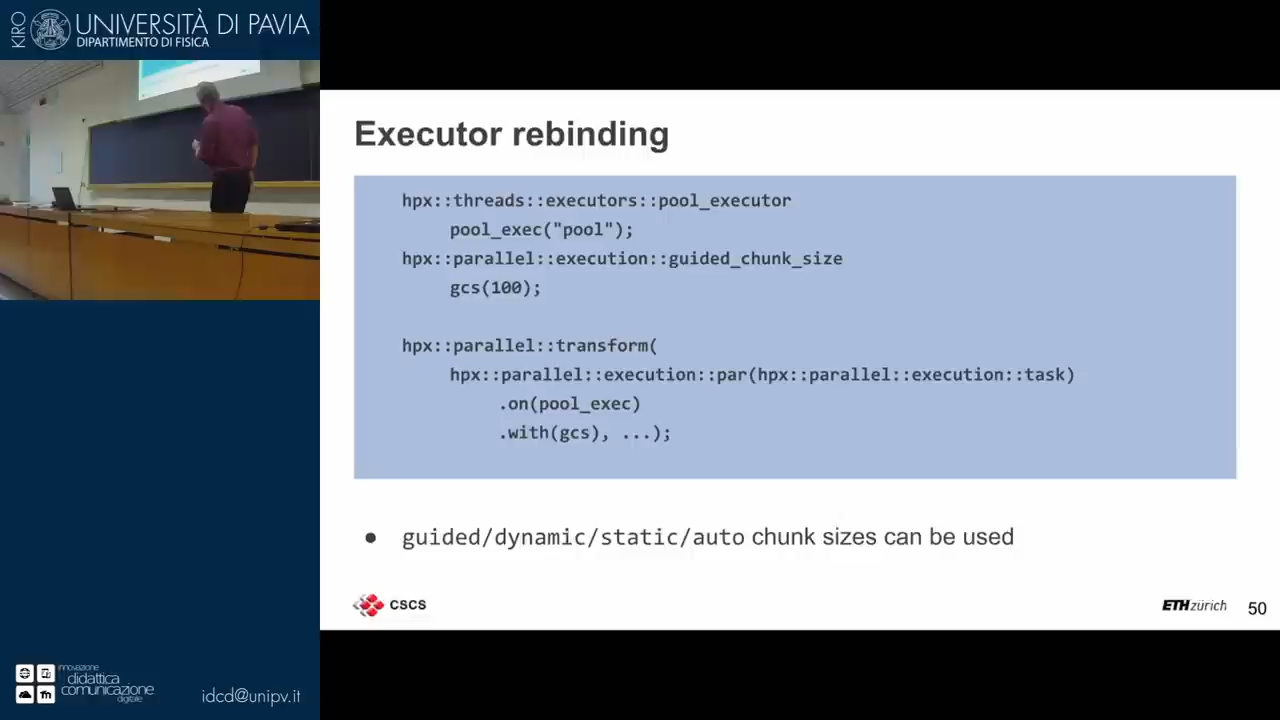 KIRO
UNIVERSITÀ DI PAVIA
DIPARTIMENTO DI FISICA
Executor rebinding
hpx::threads::executors::pool_executor
pool_exec("pool");
hpx::parallel::execution::guided_chunk_size
gcs(100);
hpx::parallel::transform(
hpx::parallel::execution::par(hpx::parallel::execution::task)
.on(pool_exec)
.with(gcs), ...);
● guided/dynamic/static/auto chunk sizes can be used
CSCS
ETHzürich
50
innovazione
didattica
comunicazione
digitale
idcd@unipv.it